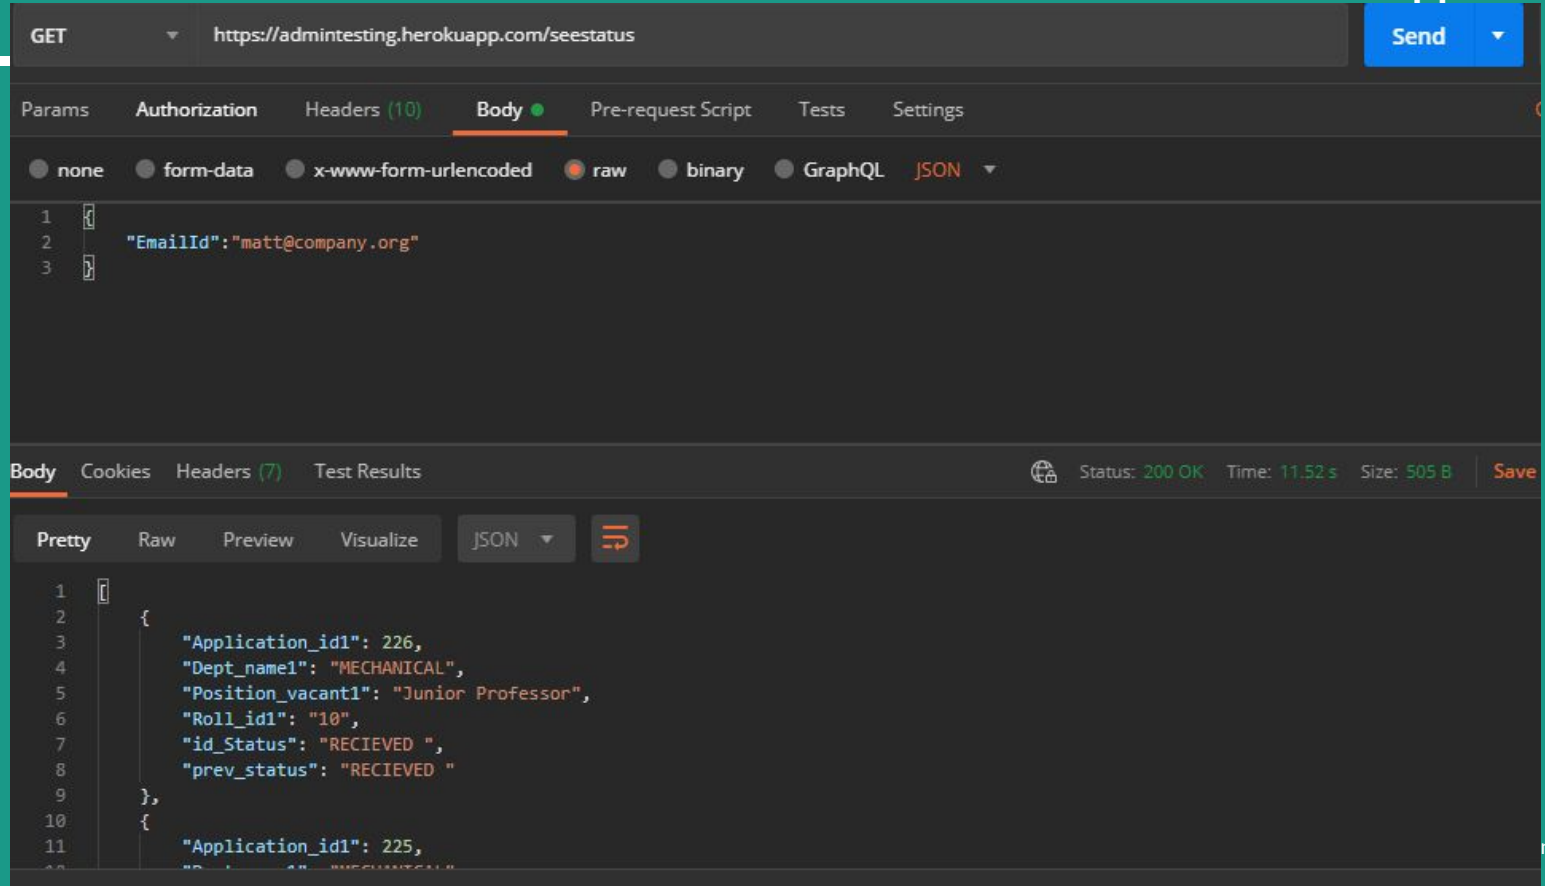 GET https://admintesting.herokuapp.com/seestatus Send
Params Authorization Headers (10) Body Pre-request Script Tests Settings
none form-data x-www-form-urlencoded raw binary GraphQL JSON
1 {
2 "EmailId":"matt@company.org"
3 }
Body Cookies Headers (7) Test Results Status: 200 OK Time: 11.52 s Size: 505 B Save
Pretty Raw Preview Visualize JSON
1 [
2 {
3 "Application_id1": 226,
4 "Dept_name1": "MECHANICAL",
5 "Position_vacant1": "Junior Professor",
6 "Roll_id1": "10",
7 "id_Status": "RECIEVED ",
8 "prev_status": "RECIEVED "
9 },
10 {
11 "Application_id1": 225,